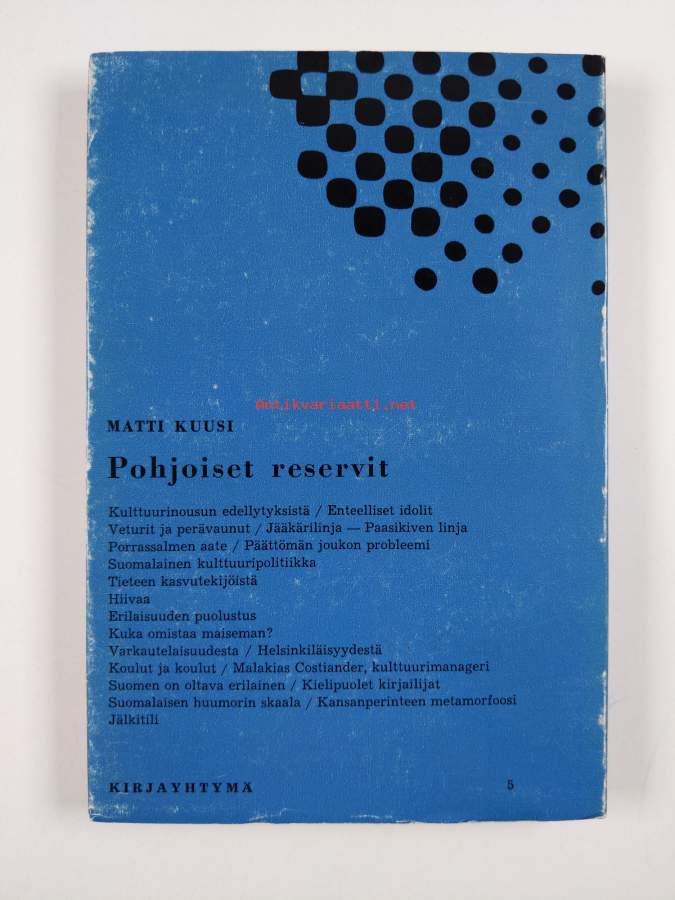 Antikvariaatti.net
MATTI KUUSI
Pohjoiset reservit
Kulttuurinousun edellytyksistä / Enteelliset idolit
Veturit ja perävaunut / Jääkärilinja — Paasikiven linja
Porrassalmen aate / Päättömän joukon probleemi
Suomalainen kulttuuripolitiikka
Tieteen kasvutekijöistä
Hiivaa
Erilaisuuden puolustus
Kuka omistaa maiseman?
Varkautelaisuudesta / Helsinkiläisyydestä
Koulut ja koulut / Malakias Costiander, kulttuurimanageri
Suomen on oltava erilainen / Kielipuolet kirjailijat
Suomalaisen huumorin skaala / Kansanperinteen metamorfoosi
Jälkitili
KIRJAYHTYMÄ 5